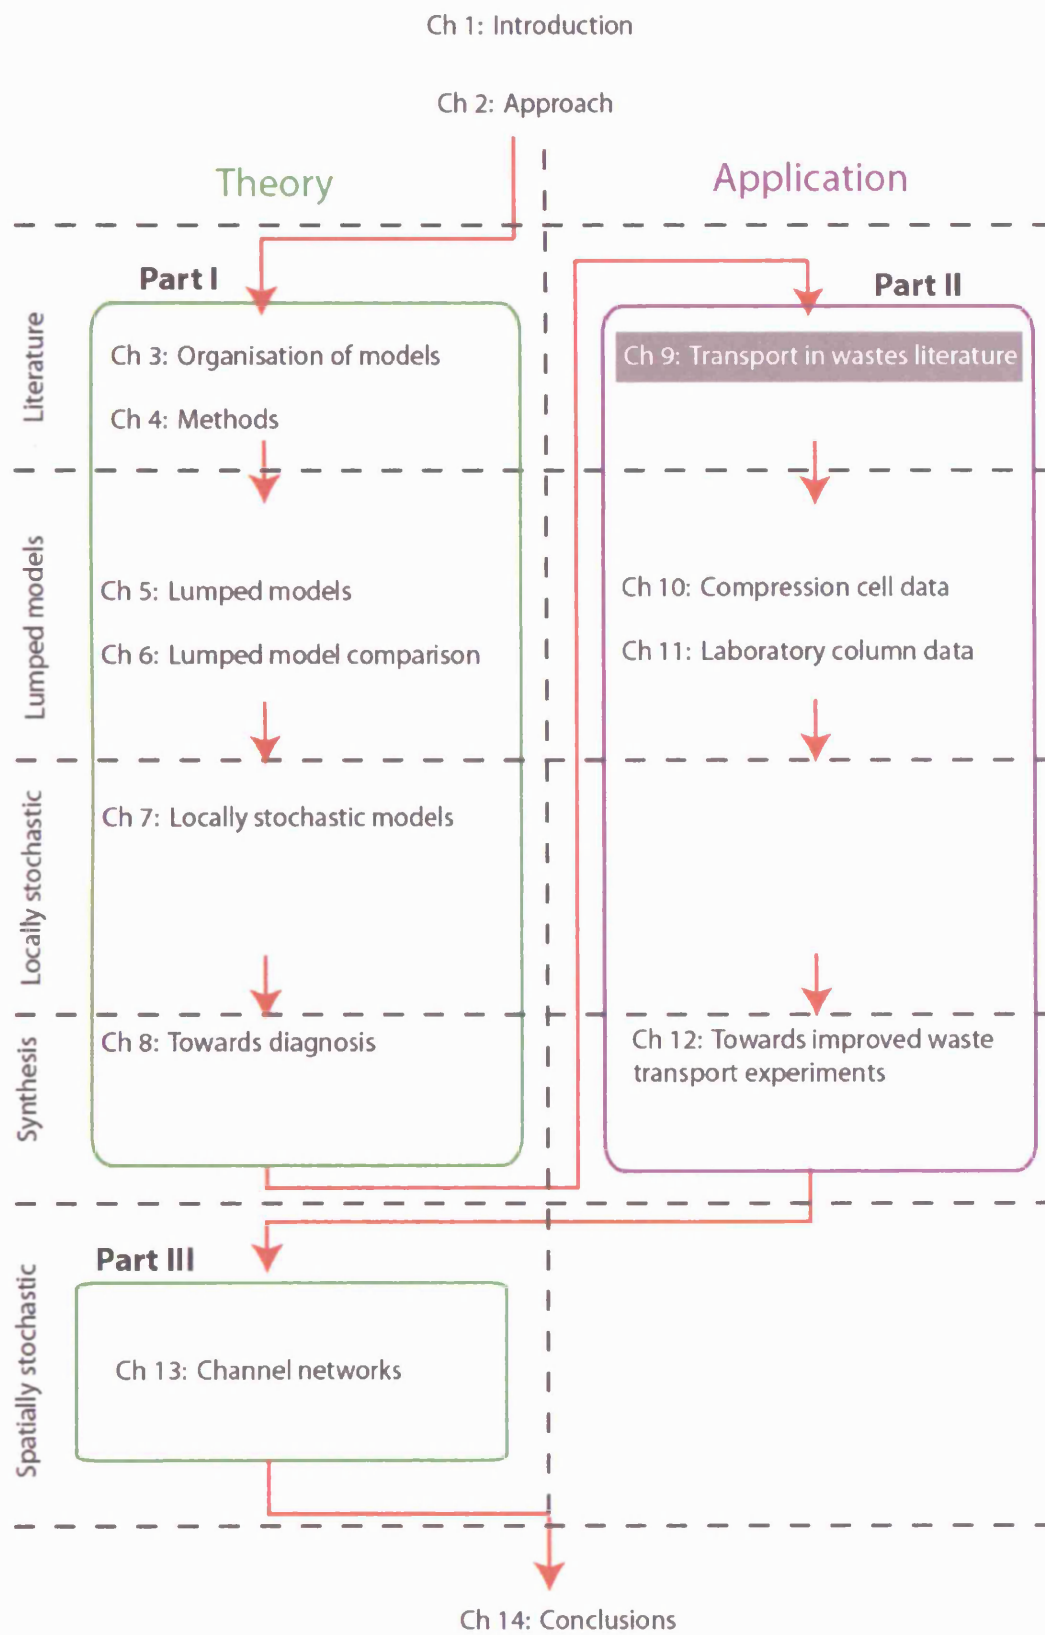 Ch 1: Introduction
Ch 2: Approach
Theory
Application
Literature
Part I
Ch 3: Organisation of models
Ch 4: Methods
Part II
Ch 9: Transport in wastes literature
Lumped models
Ch 5: Lumped models
Ch 6: Lumped model comparison
Ch 10: Compression cell data
Ch 11: Laboratory column data
Locally stochastic
Ch 7: Locally stochastic models
Synthesis
Ch 8: Towards diagnosis
Ch 12: Towards improved waste
transport experiments
Spatially stochastic
Part III
Ch 13: Channel networks
Ch 14: Conclusions